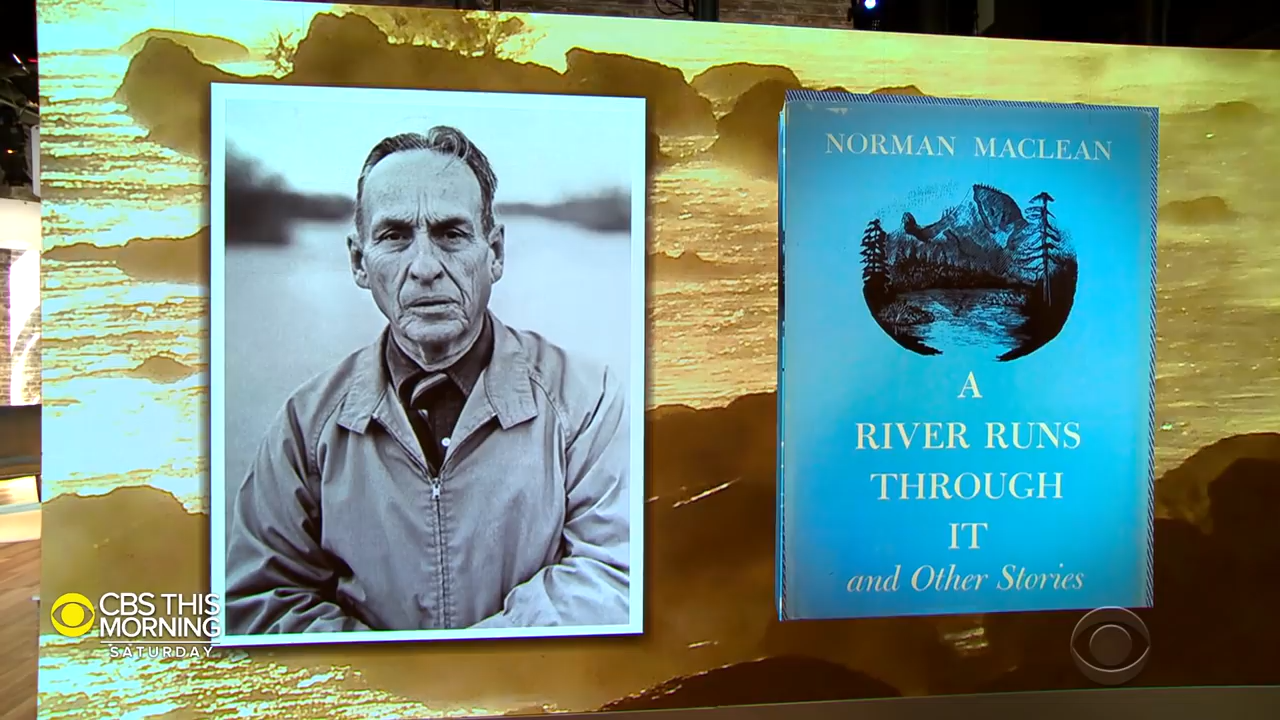 NORMAN MACLEAN
A
RIVER RUNS
THROUGH
IT
and Other Stories
CBS THIS
MORNING
SATURDAY